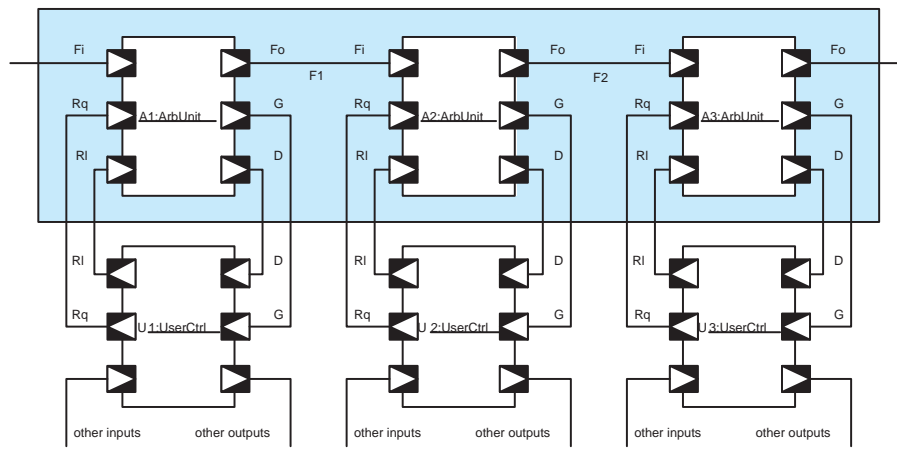 Fi Fo Fi Fo Fi Fo
F1 F2
Rq G Rq G Rq G
A1:ArbUnit A2:ArbUnit A3:ArbUnit
Rl D Rl D Rl D
Rl D Rl D Rl D
Rq G Rq G Rq G
U1:UserCtrl U2:UserCtrl U3:UserCtrl
other inputs other outputs other inputs other outputs other inputs other outputs